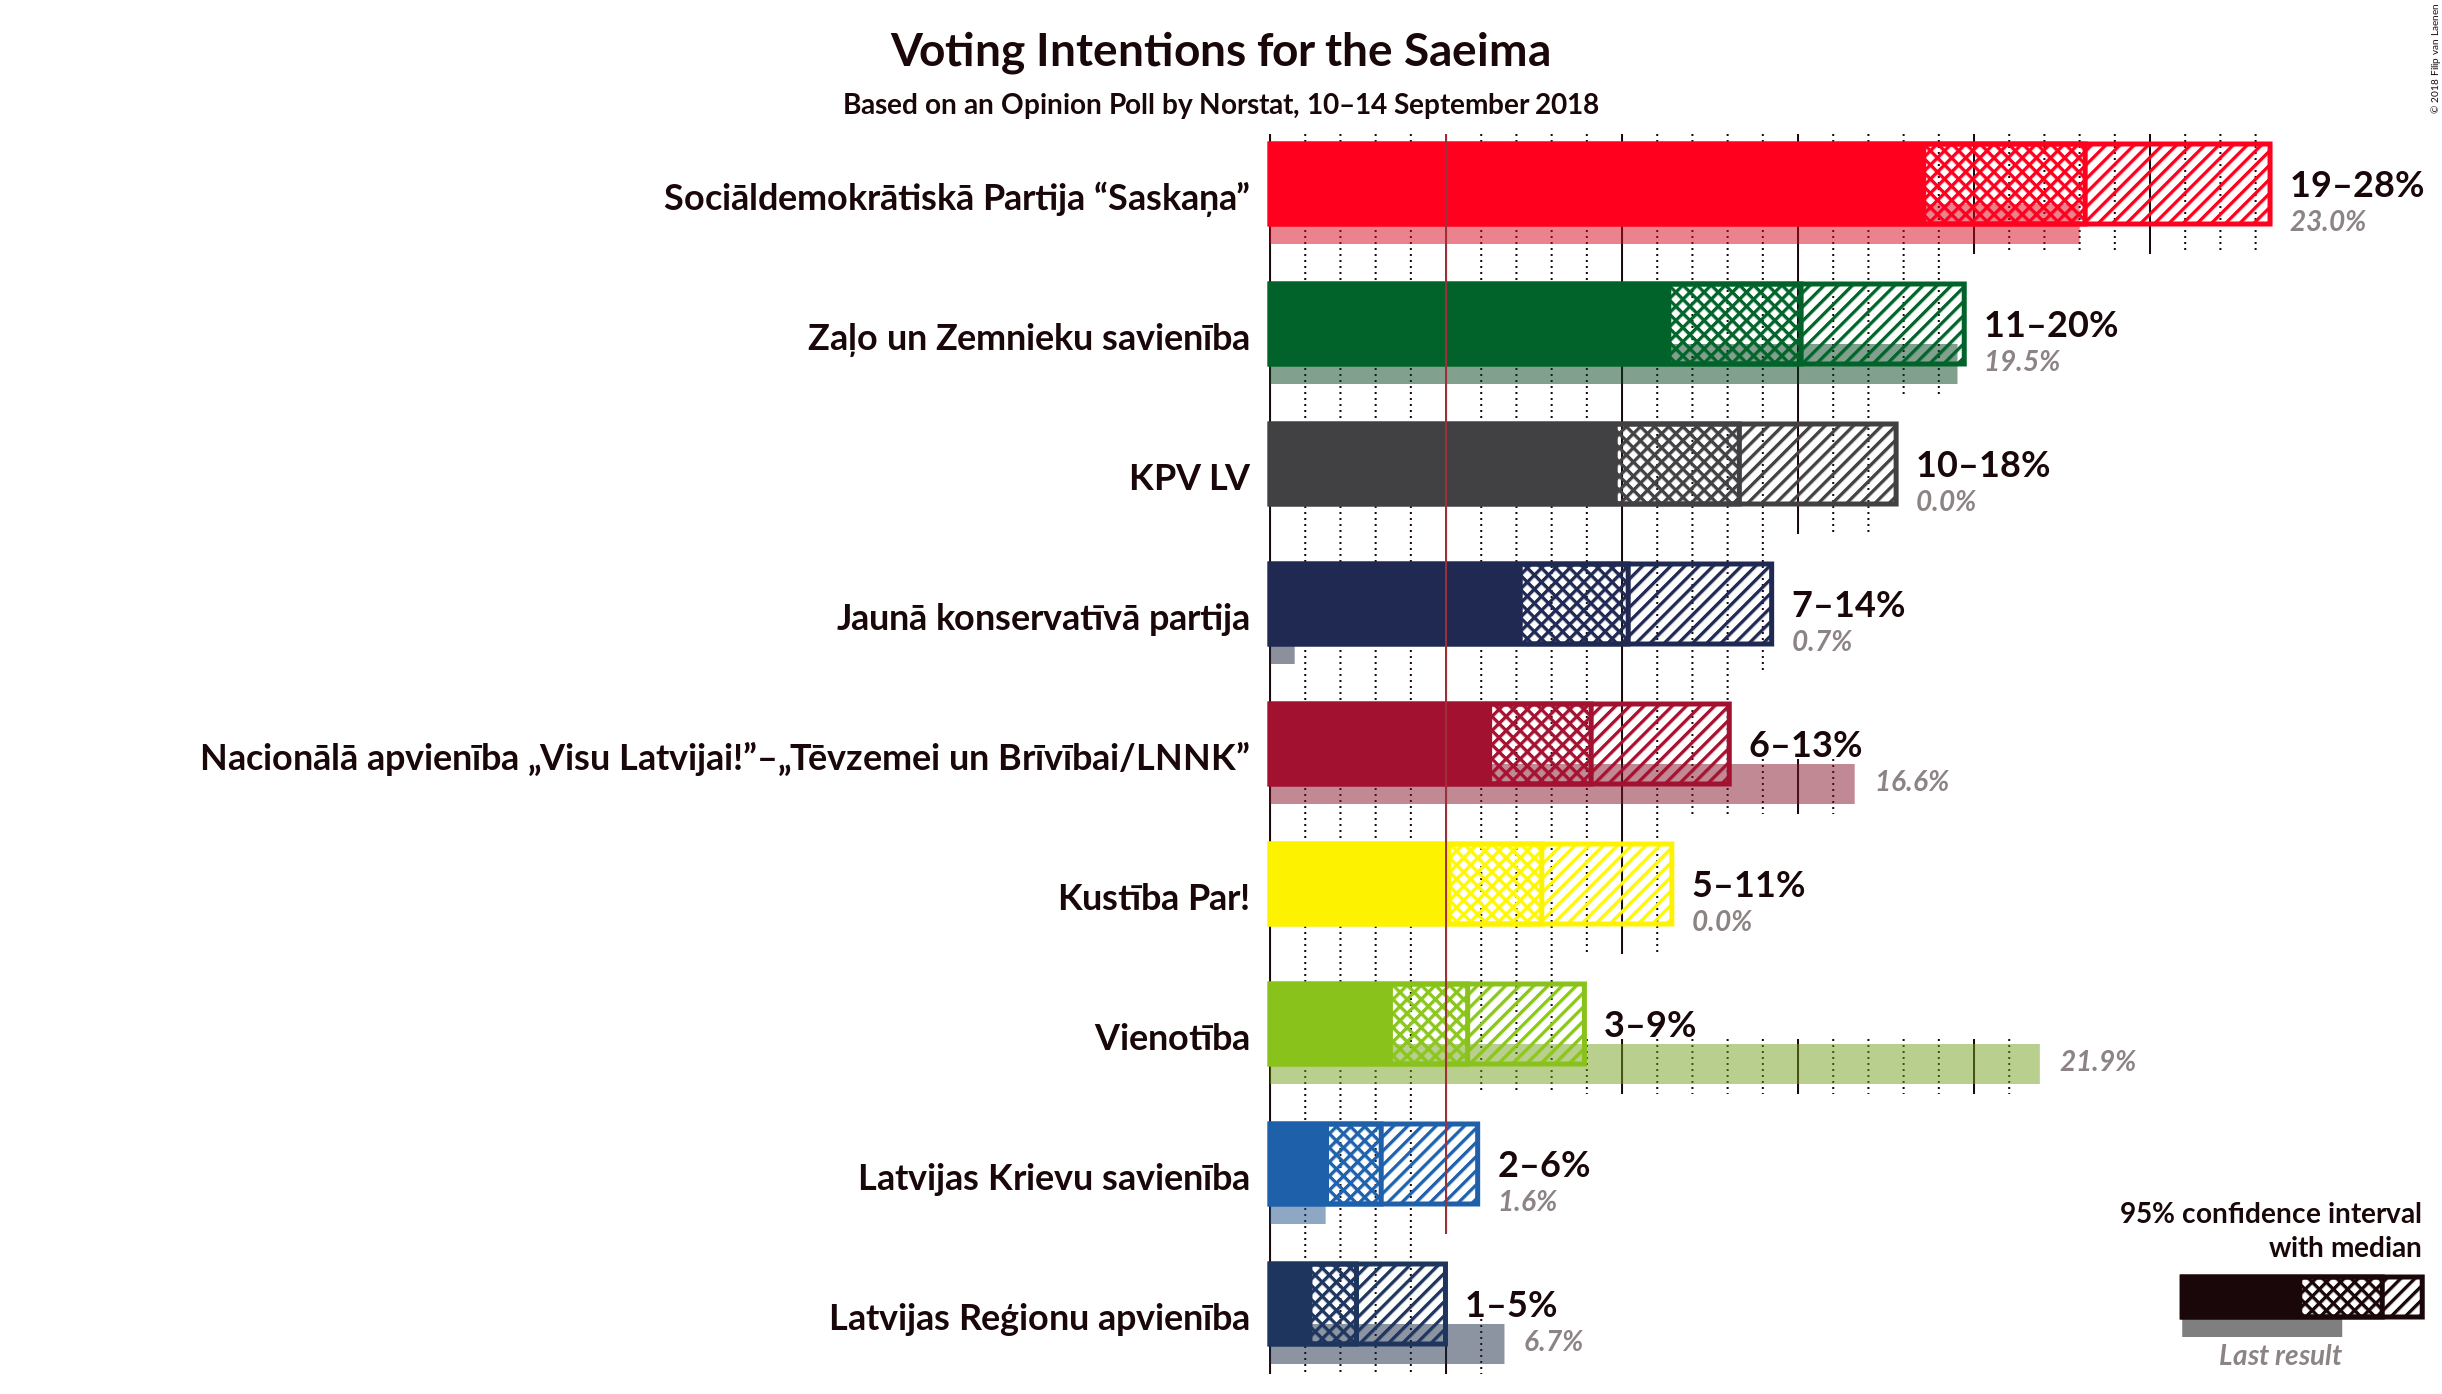 Voting Intentions for the Saeima
Based on an Opinion Poll by Norstat, 10–14 September 2018
© 2018 Filip van Laenen
Sociāldemokrātiskā Partija “Saskaņa”
19–28%
23.0%
Zaļo un Zemnieku savienība
11–20%
19.5%
KPV LV
10–18%
0.0%
Jaunā konservatīvā partija
7–14%
0.7%
Nacionālā apvienība „Visu Latvijai!”–„Tēvzemei un Brīvībai/LNNK”
6–13%
16.6%
Kustība Par!
5–11%
0.0%
Vienotība
3–9%
21.9%
Latvijas Krievu savienība
2–6%
1.6%
Latvijas Reģionu apvienība
1–5%
6.7%
95% confidence interval
with median
Last result